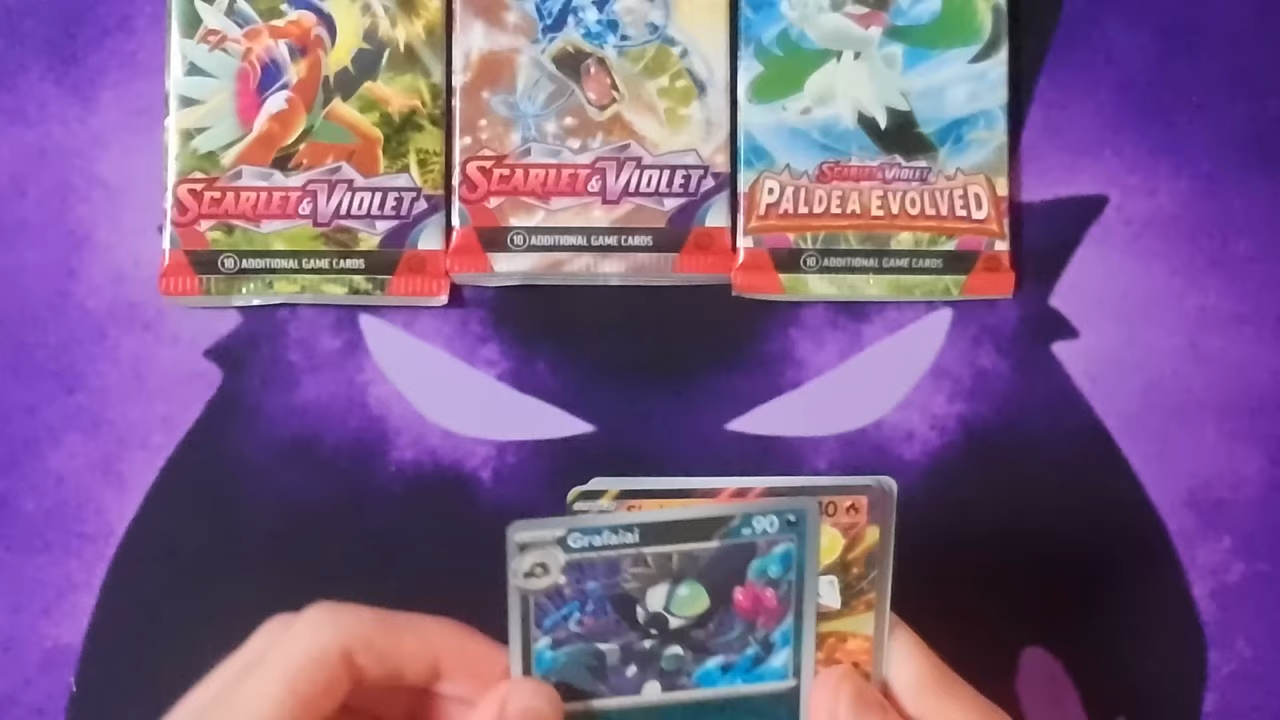 SCARLET & VIOLET
10 ADDITIONAL GAME CARDS
SCARLET & VIOLET
10 ADDITIONAL GAME CARDS
SCARLET & VIOLET
PALDEA EVOLVED
10 ADDITIONAL GAME CARDS
Grafaiai
90